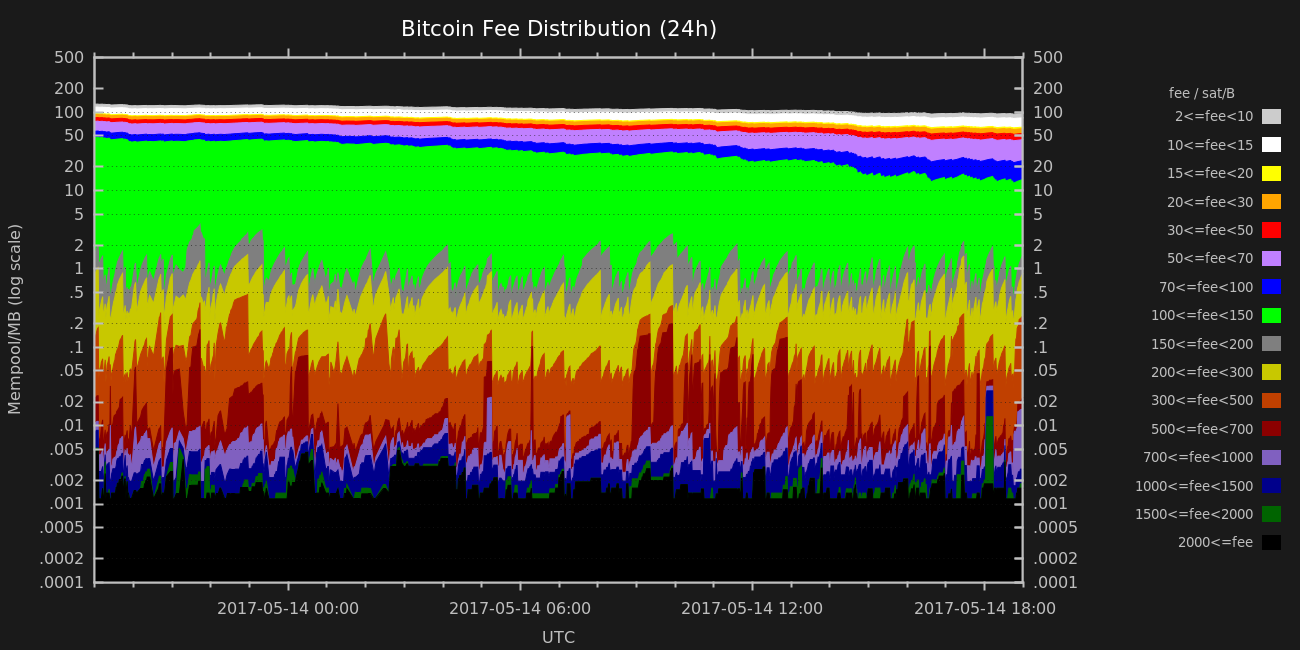 Bitcoin Fee Distribution (24h)
Mempool/MB (log scale)
500
200
100
50
20
10
5
2
1
.5
.2
.1
.05
.02
.01
.005
.002
.001
.0005
.0002
.0001
500
200
100
50
20
10
5
2
1
.5
.2
.1
.05
.02
.01
.005
.002
.001
.0005
.0002
.0001
2017-05-14 00:00 2017-05-14 06:00 2017-05-14 12:00 2017-05-14 18:00
UTC
fee / sat/B
2<=fee<10
10<=fee<15
15<=fee<20
20<=fee<30
30<=fee<50
50<=fee<70
70<=fee<100
100<=fee<150
150<=fee<200
200<=fee<300
300<=fee<500
500<=fee<700
700<=fee<1000
1000<=fee<1500
1500<=fee<2000
2000<=fee